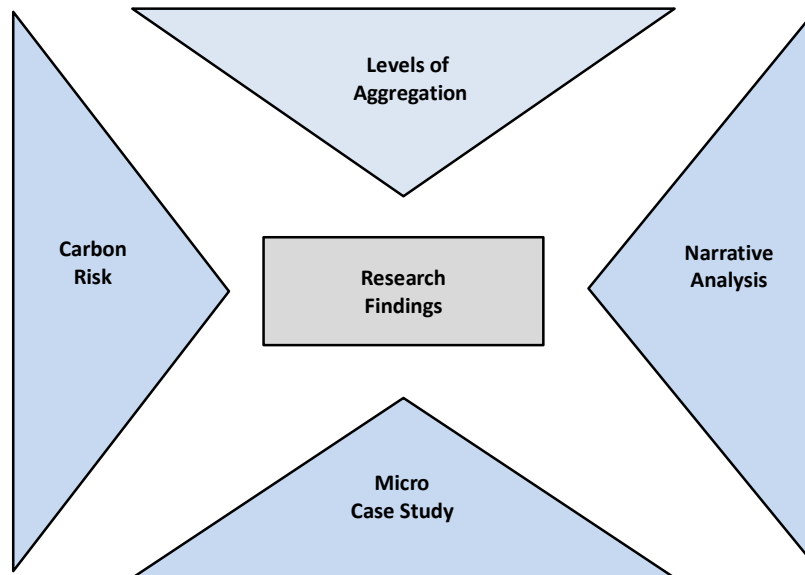 Levels of
Aggregation
Carbon
Risk
Research
Findings
Narrative
Analysis
Micro
Case Study